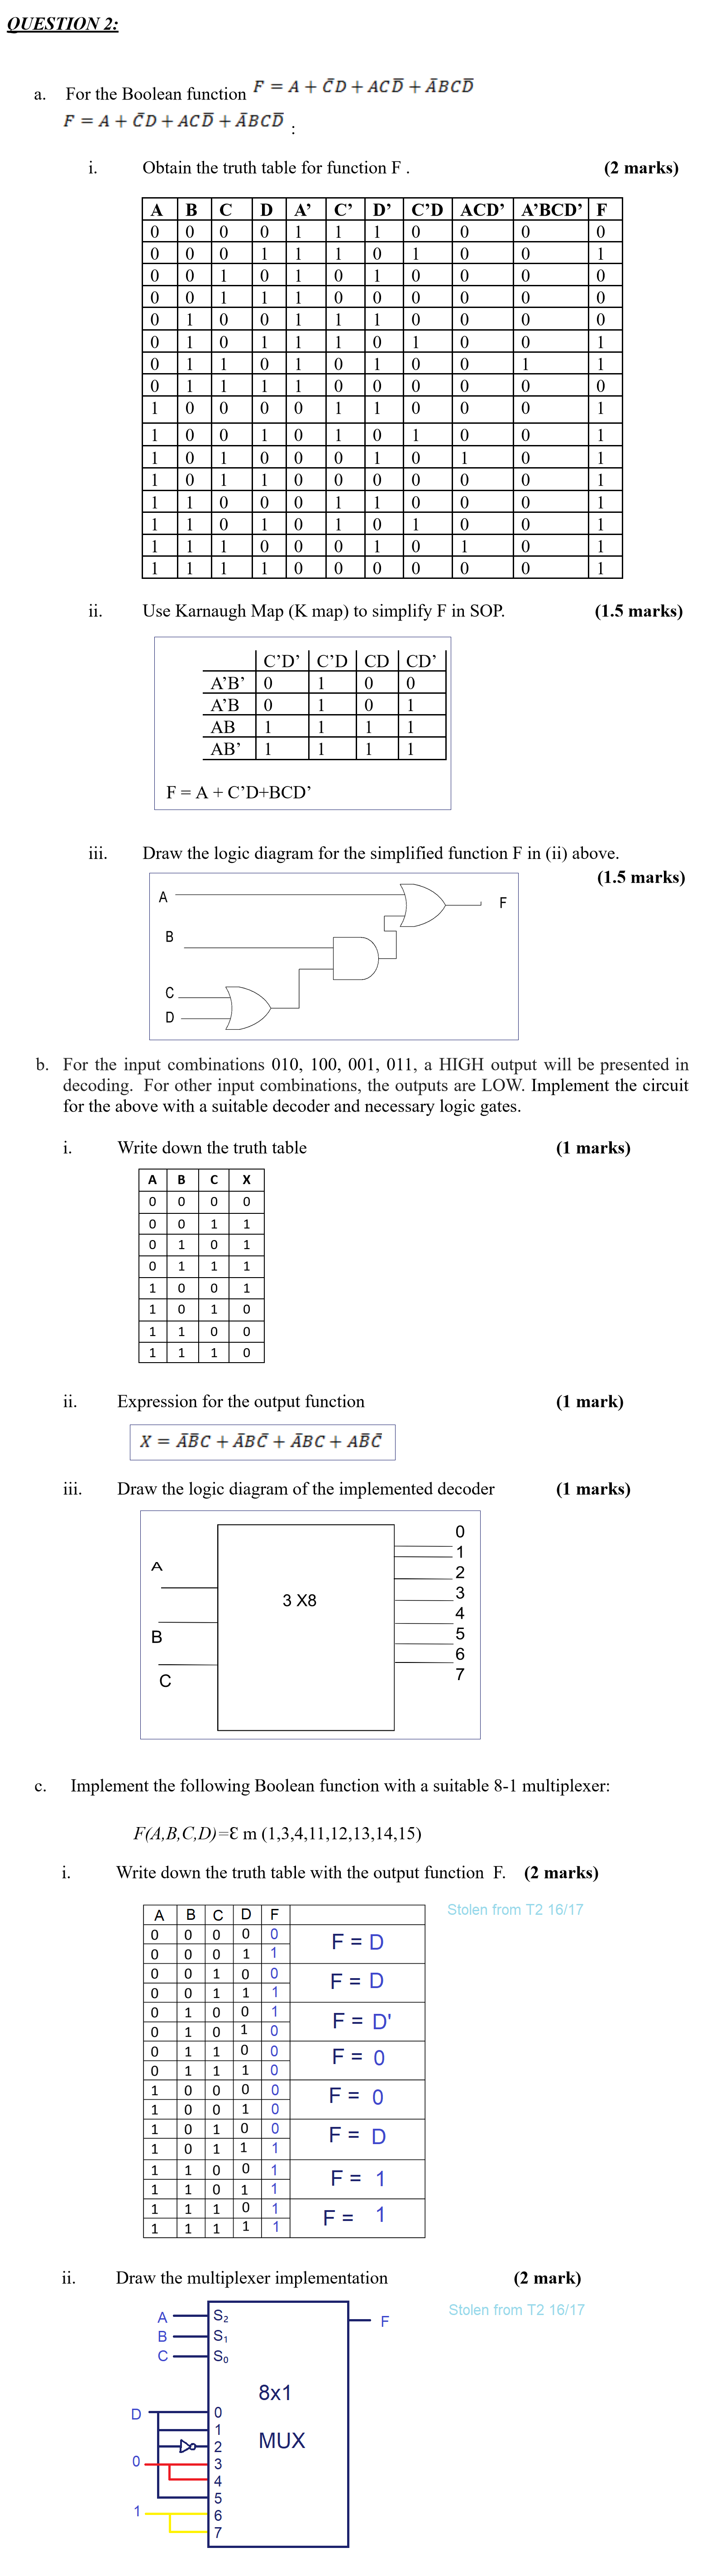 QUESTION 2:
a. For the Boolean function F = A + C̄D + ACD̄ + ĀBCD̄
F = A + C̄D + ACD̄ + ĀBCD̄ :
i. Obtain the truth table for function F . (2 marks)
A B C D A’ C’ D’ C’D ACD’ A’BCD’ F
0 0 0 0 1 1 1 0 0 0 0
0 0 0 1 1 1 0 1 0 0 1
0 0 1 0 1 0 1 0 0 0 0
0 0 1 1 1 0 0 0 0 0 0
0 1 0 0 1 1 1 0 0 0 0
0 1 0 1 1 1 0 1 0 0 1
0 1 1 0 1 0 1 0 0 1 1
0 1 1 1 1 0 0 0 0 0 0
1 0 0 0 0 1 1 0 0 0 1
1 0 0 1 0 1 0 1 0 0 1
1 0 1 0 0 0 1 0 1 0 1
1 0 1 1 0 0 0 0 0 0 1
1 1 0 0 0 1 1 0 0 0 1
1 1 0 1 0 1 0 1 0 0 1
1 1 1 0 0 0 1 0 1 0 1
1 1 1 1 0 0 0 0 0 0 1
ii. Use Karnaugh Map (K map) to simplify F in SOP. (1.5 marks)
C’D’ C’D CD CD’
A’B’ 0 1 0 0
A’B 0 1 0 1
AB 1 1 1 1
AB’ 1 1 1 1
F = A + C’D+BCD’
iii. Draw the logic diagram for the simplified function F in (ii) above.
(1.5 marks)
A
F
B
C
D
b. For the input combinations 010, 100, 001, 011, a HIGH output will be presented in
decoding. For other input combinations, the outputs are LOW. Implement the circuit
for the above with a suitable decoder and necessary logic gates.
i. Write down the truth table (1 marks)
A B C X
0 0 0 0
0 0 1 1
0 1 0 1
0 1 1 1
1 0 0 1
1 0 1 0
1 1 0 0
1 1 1 0
ii. Expression for the output function (1 mark)
X = ĀB̄C + ĀBC̄ + ĀBC + AB̄C̄
iii. Draw the logic diagram of the implemented decoder (1 marks)
0
1
A
2
3 X8
3
4
B
5
6
C
7
c. Implement the following Boolean function with a suitable 8-1 multiplexer:
F(A,B,C,D)=Ɛ m (1,3,4,11,12,13,14,15)
i. Write down the truth table with the output function F. (2 marks)
Stolen from T2 16/17
A B C D F
0 0 0 0 0 F = D
0 0 0 1 1
0 0 1 0 0 F = D
0 0 1 1 1
0 1 0 0 1 F = D'
0 1 0 1 0
0 1 1 0 0 F = 0
0 1 1 1 0
1 0 0 0 0 F = 0
1 0 0 1 0
1 0 1 0 0 F = D
1 0 1 1 1
1 1 0 0 1 F = 1
1 1 0 1 1
1 1 1 0 1 F = 1
1 1 1 1 1
ii. Draw the multiplexer implementation (2 mark)
Stolen from T2 16/17
A S2 F
B S1
C S0
8x1
D 0
1
2 MUX
0 3
4
5
1 6
7